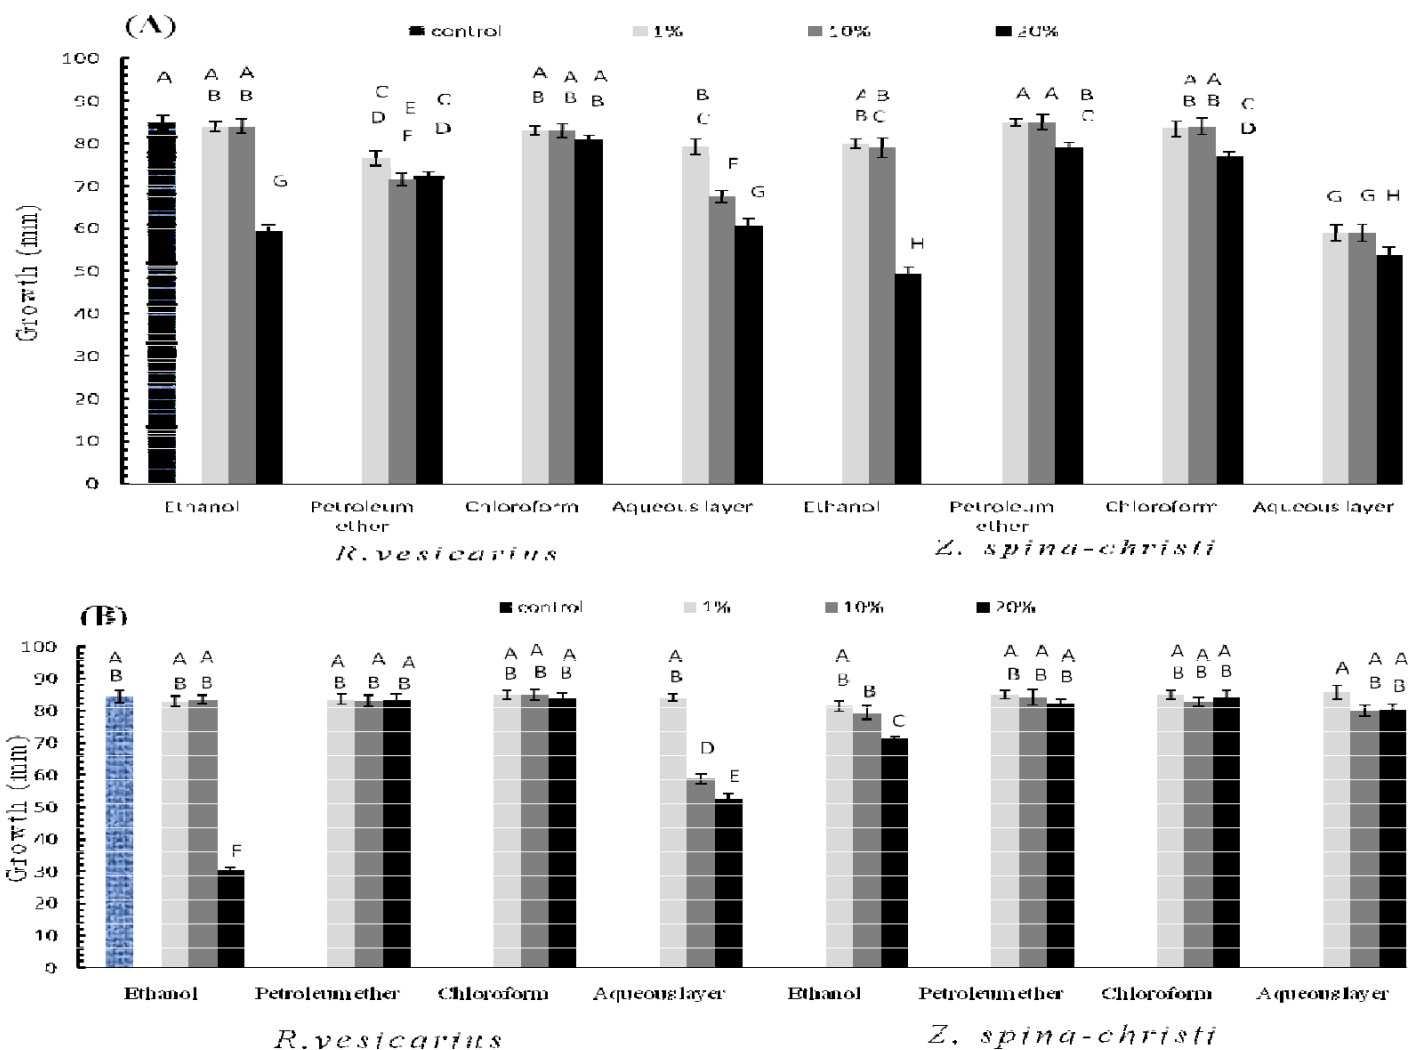 (A)
control 1% 10% 20%
A A B A B G C D E F C D A B A B A B B C F G A B B C H A A B C A B A B C D G G H
100
90
80
70
60
50
40
30
20
10
0
Growth (mm)
Ethanol Petroleum ether Chloroform Aqueous layer Ethanol Petroleum ether Chloroform Aqueous layer
R.vesicarius Z. spina-christi
(B)
control 1% 10% 20%
A B A B A B F A B A B A B A B A B A B A B D E A B B C A B A B A B A B A B A B A A B A B
100
90
80
70
60
50
40
30
20
10
0
Growth (mm)
Ethanol Petroleum ether Chloroform Aqueous layer Ethanol Petroleum ether Chloroform Aqueous layer
R.vesicarius Z. spina-christi